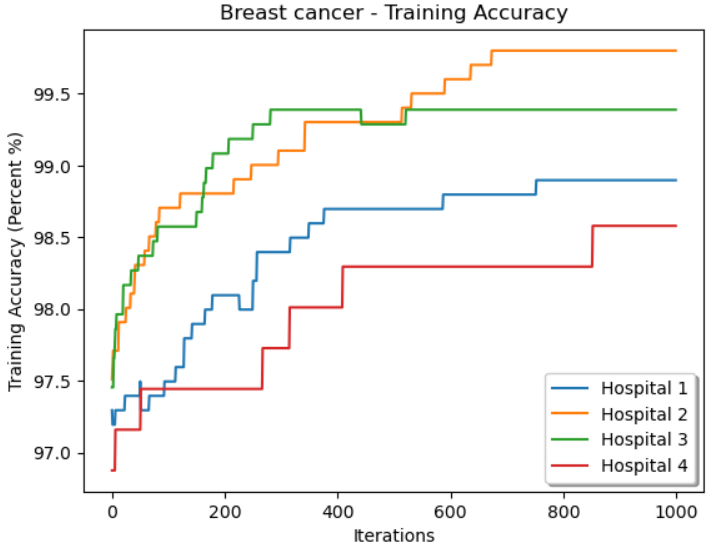 Breast cancer - Training Accuracy
Training Accuracy (Percent %)
99.5
99.0
98.5
98.0
97.5
97.0
Hospital 1
Hospital 2
Hospital 3
Hospital 4
0 200 400 600 800 1000
Iterations